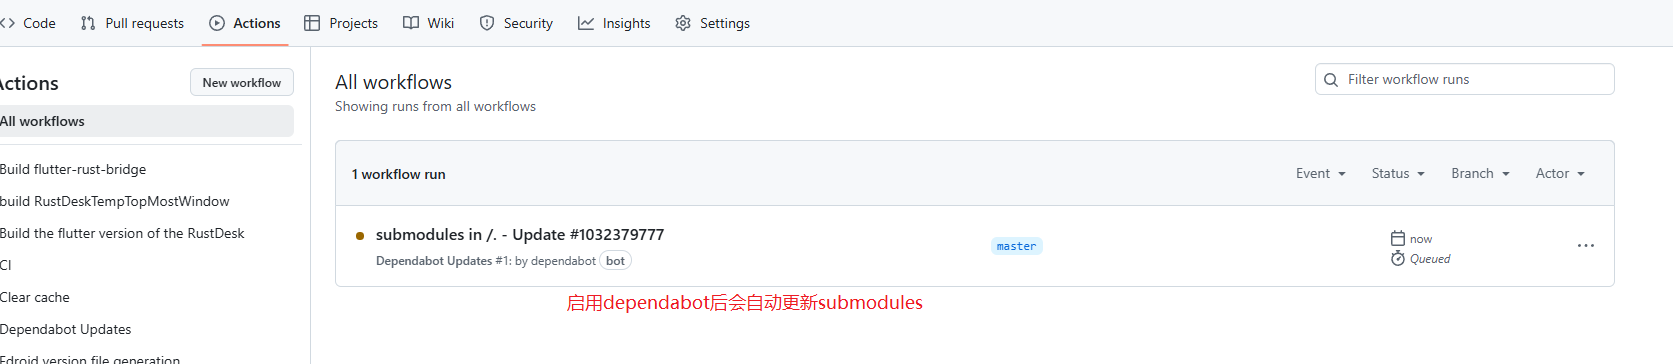 Code
Pull requests
Actions
Projects
Wiki
Security
Insights
Settings
Actions
New workflow
All workflows
Build flutter-rust-bridge
build RustDeskTempTopMostWindow
Build the flutter version of the RustDesk
CI
Clear cache
Dependabot Updates
Fdroid version file generation
All workflows
Showing runs from all workflows
Filter workflow runs
1 workflow run
Event
Status
Branch
Actor
submodules in /. - Update #1032379777
Dependabot Updates #1: by dependabot bot
master
now
Queued
启用dependabot后会自动更新submodules